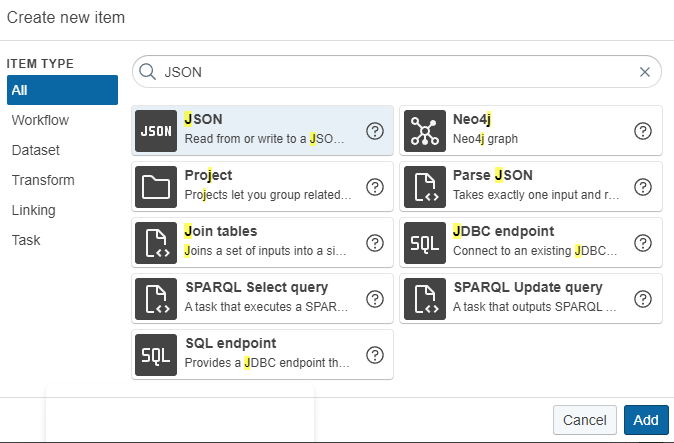 Create new item
ITEM TYPE
All
Workflow
Dataset
Transform
Linking
Task
JSON
JSON
JSON
Read from or write to a JSO...
Neo4j
Neo4j graph
Project
Projects let you group related...
Parse JSON
Takes exactly one input and r...
Join tables
Joins a set of inputs into a si...
SQL
JDBC endpoint
Connect to an existing JDBC...
SPARQL Select query
A task that executes a SPAR...
SPARQL Update query
A task that outputs SPARQL ...
SQL
SQL endpoint
Provides a JDBC endpoint th...
Cancel
Add